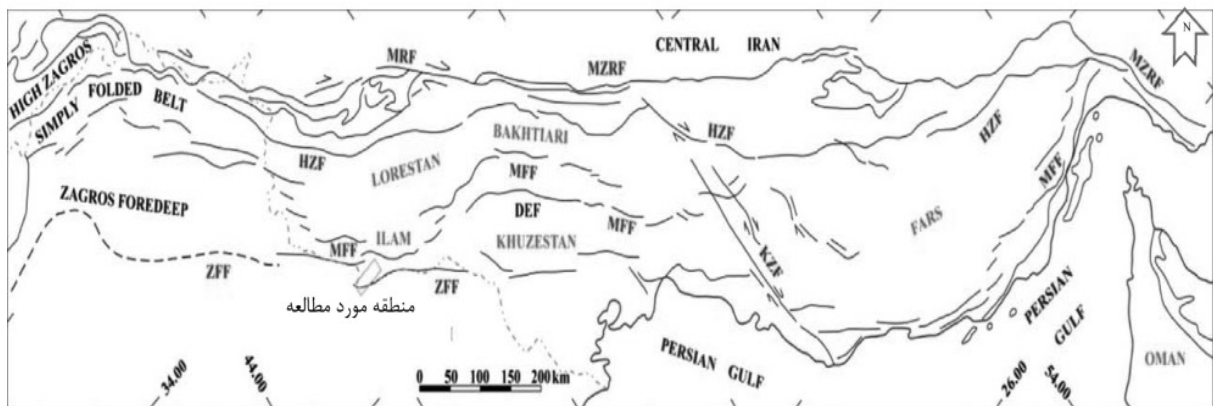 N
CENTRAL IRAN
MRF
MZRF
MZRF
HIGH ZAGROS
SIMPLY FOLDED BELT
HZF
BAKHTIARI
HZF
HZF
LORESTAN
MFF
MFF
ZAGROS FOREDEEP
DEF
MFF
FARS
MFF
ILAM
KHUZESTAN
KZF
ZFF
ZFF
منطقه مورد مطالعه
PERSIAN GULF
PERSIAN GULF
OMAN
34.00
44.00
0 50 100 150 200 km
26.00
54.00